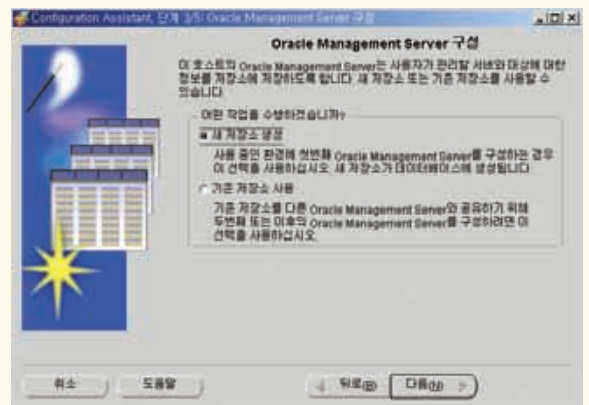 Configuration Assistant, 단계 3/5: Oracle Management Server 구성
Oracle Management Server 구성
이 호스트의 Oracle Management Server는 사용자가 관리할 서버와 대상에 대한
정보를 저장소에 저장하도록 합니다. 새 저장소 또는 기존 저장소를 사용할 수
있습니다.
어떤 작업을 수행하겠습니까?
새 저장소 생성
사용 중인 환경에 첫번째 Oracle Management Server를 구성하는 경우
이 선택을 사용하십시오. 새 저장소가 데이터베이스에 생성됩니다.
기존 저장소 사용
기존 저장소를 다른 Oracle Management Server와 공유하기 위해
두번째 또는 이후의 Oracle Management Server를 구성하려면 이
선택을 사용하십시오.
취소
도움말
뒤로(B)
다음(N)